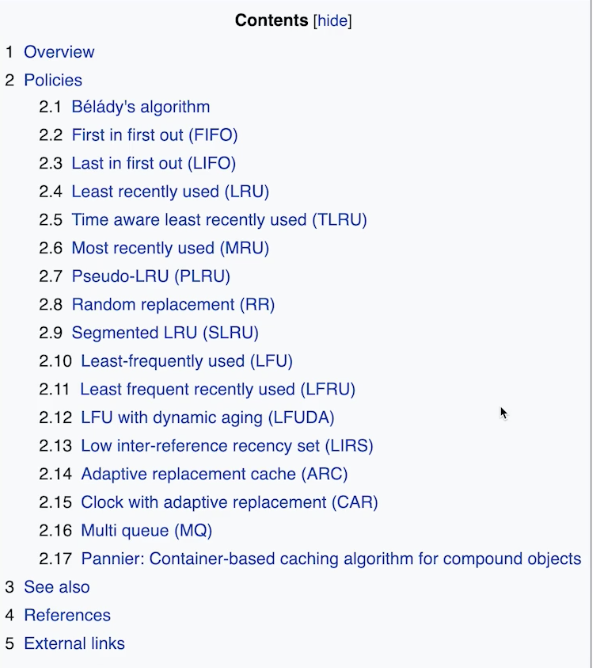 Contents [hide]
1 Overview
2 Policies
2.1 Bélády's algorithm
2.2 First in first out (FIFO)
2.3 Last in first out (LIFO)
2.4 Least recently used (LRU)
2.5 Time aware least recently used (TLRU)
2.6 Most recently used (MRU)
2.7 Pseudo-LRU (PLRU)
2.8 Random replacement (RR)
2.9 Segmented LRU (SLRU)
2.10 Least-frequently used (LFU)
2.11 Least frequent recently used (LFRU)
2.12 LFU with dynamic aging (LFUDA)
2.13 Low inter-reference recency set (LIRS)
2.14 Adaptive replacement cache (ARC)
2.15 Clock with adaptive replacement (CAR)
2.16 Multi queue (MQ)
2.17 Pannier: Container-based caching algorithm for compound objects
3 See also
4 References
5 External links